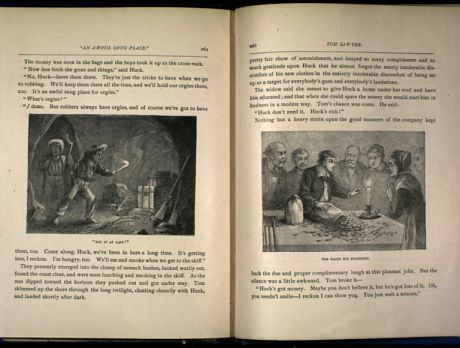 "AN AWFUL SNUG PLACE." 261
The money was soon in the bags and the boys took it up to the cross-rock.
"Now less fetch the guns and things," said Huck.
"No, Huck—leave them there. They're just the tricks to have when we go
to robbing. We'll keep them there all the time, and we'll hold our orgies there,
too. It's an awful snug place for orgies."
"What's orgies?"
"I dono. But robbers always have orgies, and of course we've got to have
"GOT IT AT LAST!"
them, too. Come along, Huck, we've been in here a long time. It's getting
late, I reckon. I'm hungry, too. We'll eat and smoke when we get to the skiff."
They presently emerged into the clump of sumach bushes, looked warily out,
found the coast clear, and were soon lunching and smoking in the skiff. As the
sun dipped toward the horizon they pushed out and got under way. Tom
skimmed up the shore through the long twilight, chatting cheerily with Huck,
and landed shortly after dark.
266 TOM SAWYER.
pretty fair show of astonishment, and heaped so many compliments and so
much gratitude upon Huck that he almost forgot the nearly intolerable dis-
comfort of his new clothes in the entirely intolerable discomfort of being set
up as a target for everybody's gaze and everybody's laudations.
The widow said she meant to give Huck a home under her roof and have
him educated; and that when she could spare the money she would start him in
business in a modest way. Tom's chance was come. He said:
"Huck don't need it. Huck's rich!"
Nothing but a heavy strain upon the good manners of the company kept
TOM BACKS HIS STATEMENT.
back the due and proper complimentary laugh at this pleasant joke. But the
silence was a little awkward. Tom broke it—
"Huck's got money. Maybe you don't believe it, but he's got lots of it. Oh,
you needn't smile—I reckon I can show you. You just wait a minute."